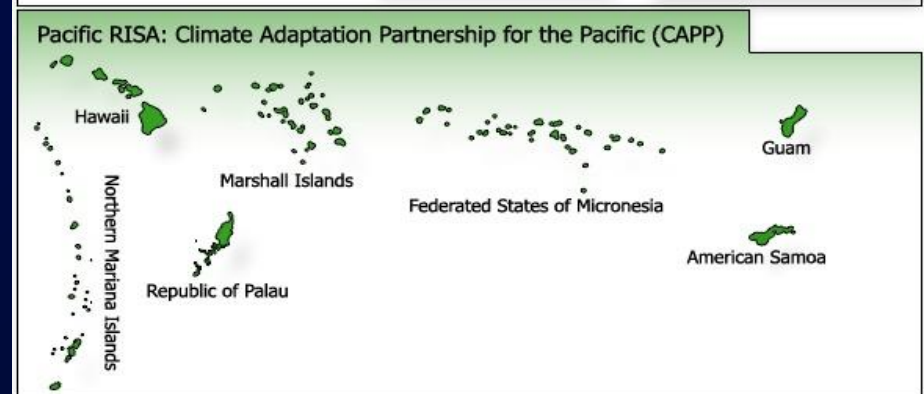 Pacific RISA: Climate Adaptation Partnership for the Pacific (CAPP)
Hawaii
Marshall Islands
Federated States of Micronesia
Guam
Northern Mariana Islands
Republic of Palau
American Samoa